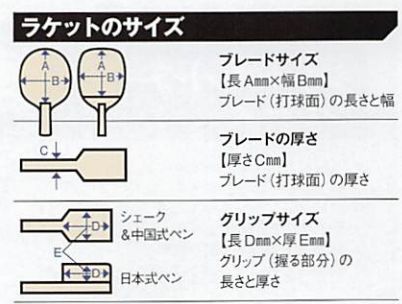 ラケットのサイズ
A
B
A
B
ブレードサイズ
【長Amm×幅Bmm】
ブレード（打球面）の長さと幅
C
ブレードの厚さ
【厚さCmm】
ブレード（打球面）の厚さ
D
シェーク
&中国式ペン
E
D
日本式ペン
グリップサイズ
【長Dmm×厚Emm】
グリップ（握る部分）の
長さと厚さ